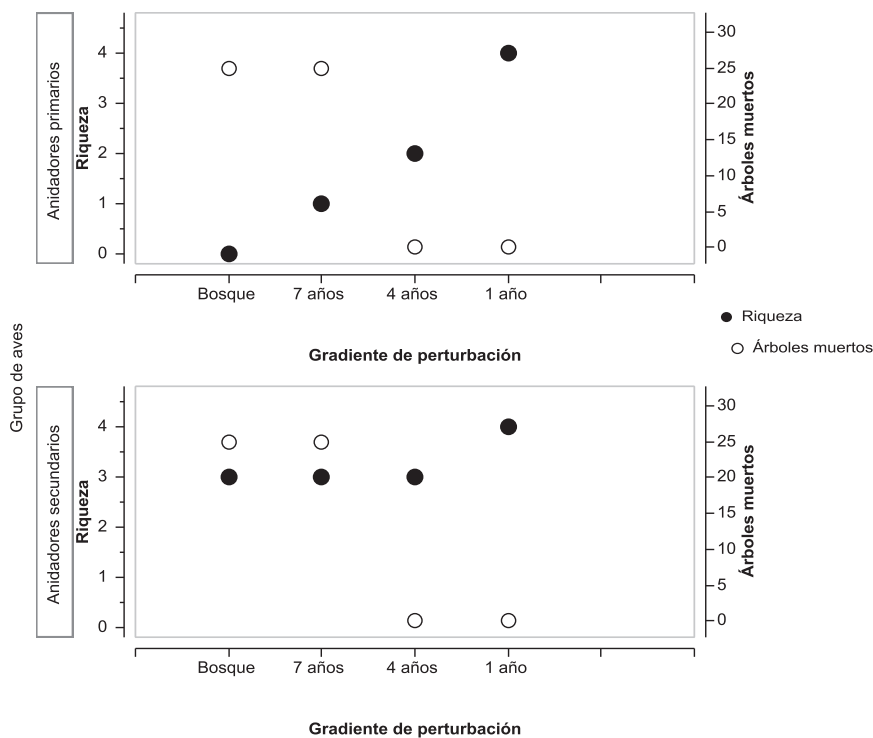 Grupo de aves
Anidadores primarios
Riqueza
4
3
2
1
0
30
25
20
15
10
5
0
Árboles muertos
Bosque 7 años 4 años 1 año
Gradiente de perturbación
Riqueza
Árboles muertos
Anidadores secundarios
Riqueza
4
3
2
1
0
30
25
20
15
10
5
0
Árboles muertos
Bosque 7 años 4 años 1 año
Gradiente de perturbación